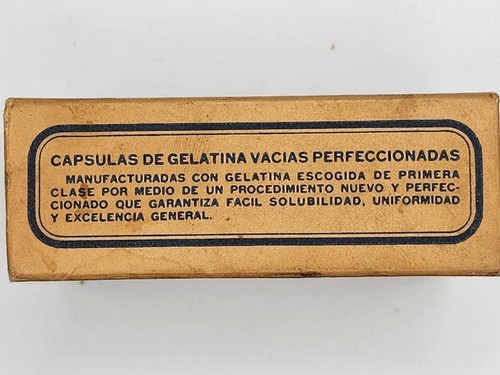 CAPSULAS DE GELATINA VACIAS PERFECCIONADAS
MANUFACTURADAS CON GELATINA ESCOGIDA DE PRIMERA
CLASE POR MEDIO DE UN PROCEDIMIENTO NUEVO Y PERFEC-
CIONADO QUE GARANTIZA FACIL SOLUBILIDAD, UNIFORMIDAD
Y EXCELENCIA GENERAL.